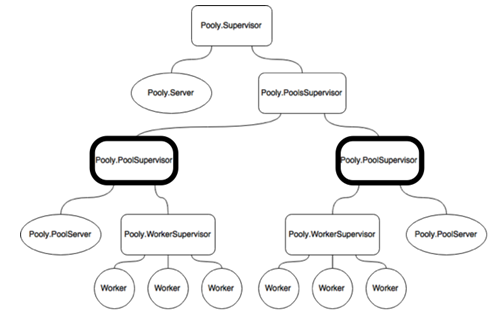 Pooly.Supervisor
Pooly.Server
Pooly.PoolsSupervisor
Pooly.PoolSupervisor
Pooly.PoolSupervisor
Pooly.PoolServer
Pooly.WorkerSupervisor
Pooly.WorkerSupervisor
Pooly.PoolServer
Worker
Worker
Worker
Worker
Worker
Worker